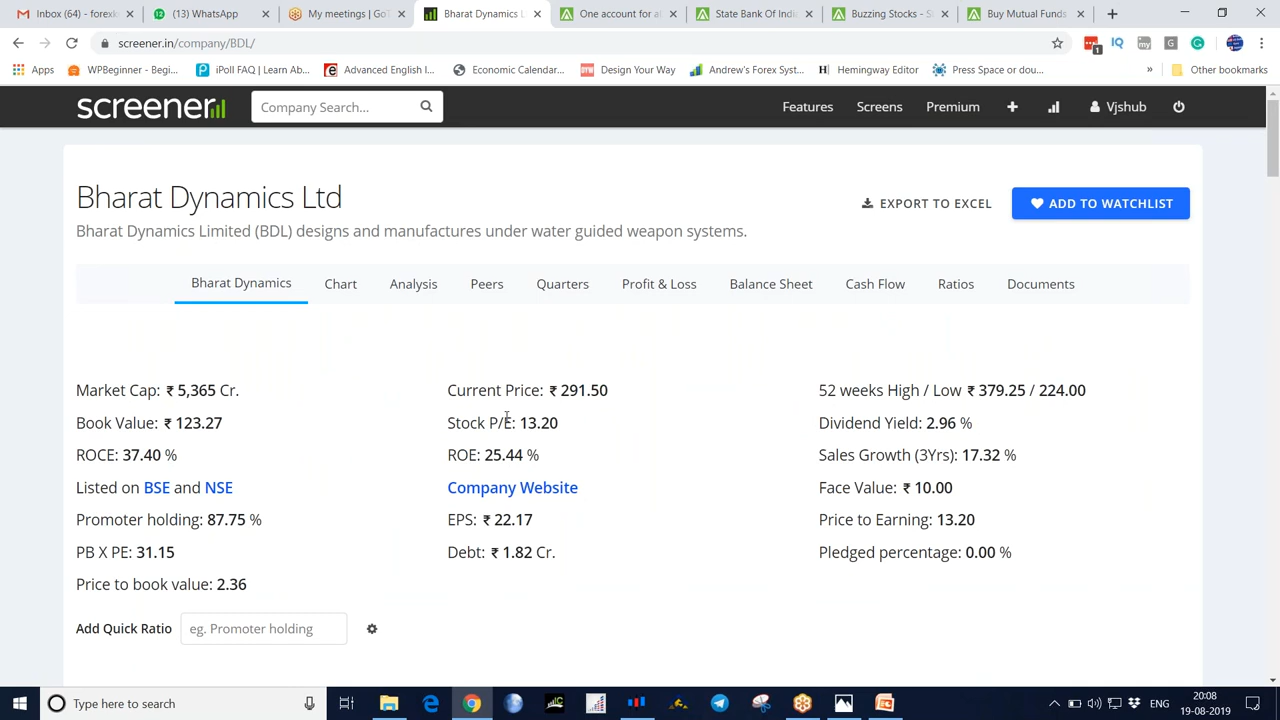 Inbox (64) - forexk
(13) WhatsApp
My meetings | GoT
Bharat Dynamics L
One account for al
State Bank Of Indi
Buzzing Stocks - S
Buy Mutual Funds
screener.in/company/BDL/
1
IQ
my
G
G
Apps
WPBeginner - Begi...
iPoll FAQ | Learn Ab...
Advanced English I...
Economic Calendar...
Design Your Way
Andrew's Forex Syst...
Hemingway Editor
Press Space or dou...
»
Other bookmarks
screener
Company Search...
Features
Screens
Premium
Vjshub
Bharat Dynamics Ltd
EXPORT TO EXCEL
ADD TO WATCHLIST
Bharat Dynamics Limited (BDL) designs and manufactures under water guided weapon systems.
Bharat Dynamics
Chart
Analysis
Peers
Quarters
Profit & Loss
Balance Sheet
Cash Flow
Ratios
Documents
Market Cap: ₹ 5,365 Cr.
Current Price: ₹ 291.50
52 weeks High / Low ₹ 379.25 / 224.00
Book Value: ₹ 123.27
Stock P/E: 13.20
Dividend Yield: 2.96 %
ROCE: 37.40 %
ROE: 25.44 %
Sales Growth (3Yrs): 17.32 %
Listed on BSE and NSE
Company Website
Face Value: ₹ 10.00
Promoter holding: 87.75 %
EPS: ₹ 22.17
Price to Earning: 13.20
PB X PE: 31.15
Debt: ₹ 1.82 Cr.
Pledged percentage: 0.00 %
Price to book value: 2.36
Add Quick Ratio
eg. Promoter holding
Type here to search
ENG
20:08
19-08-2019